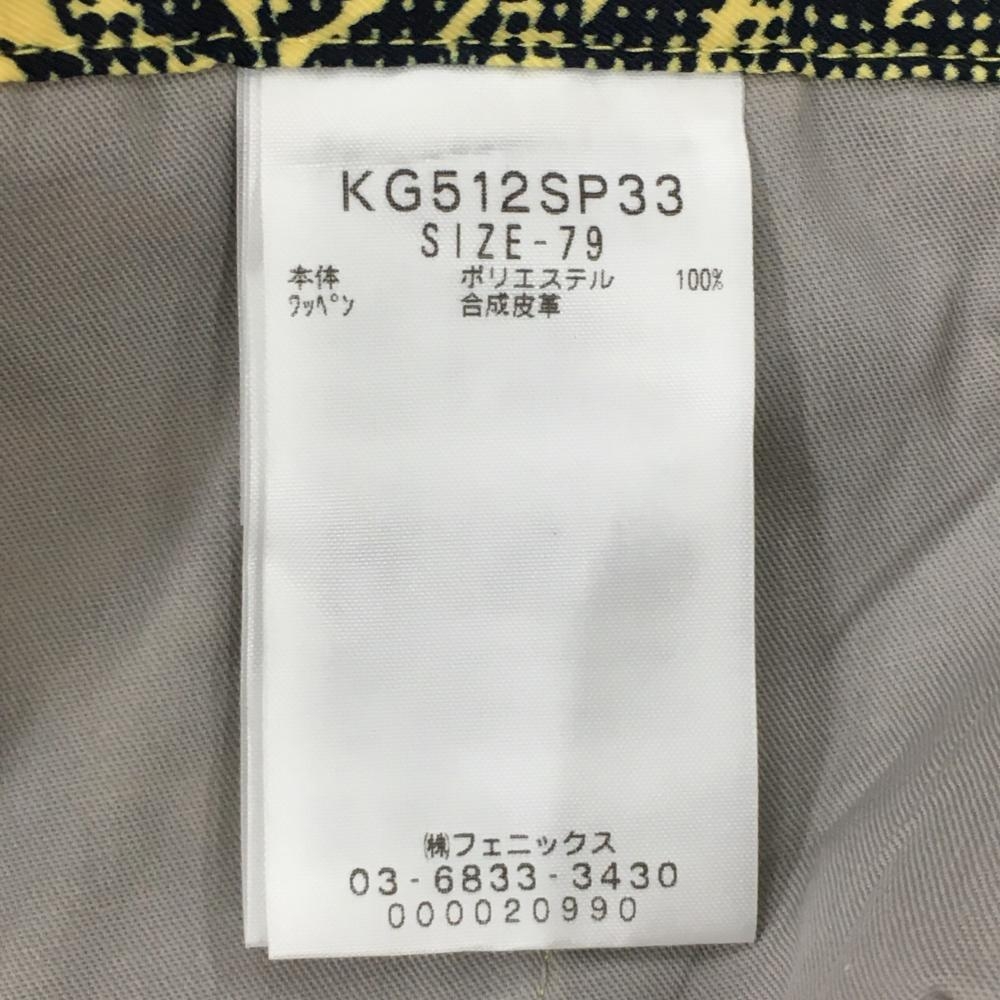 KG512SP33
SIZE-79
本体 ポリエステル 100%
ワッペン 合成皮革
㈱フェニックス
03-6833-3430
000020990